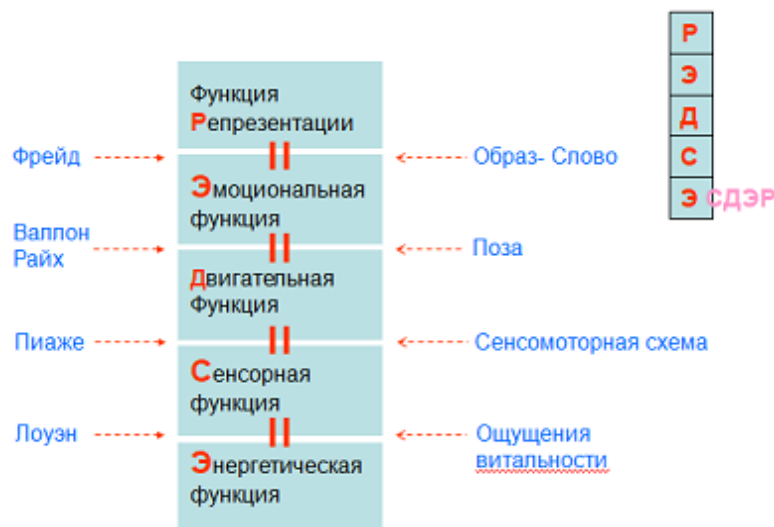 Функция
Репрезентации
Фрейд
Образ- Слово
Эмоциональная
функция
Валлон
Райх
Поза
Двигательная
Функция
Пиаже
Сенсомоторная схема
Сенсорная
функция
Лоуэн
Ощущения
витальности
Энергетическая
функция
Р
Э
Д
С
Э СДЭР